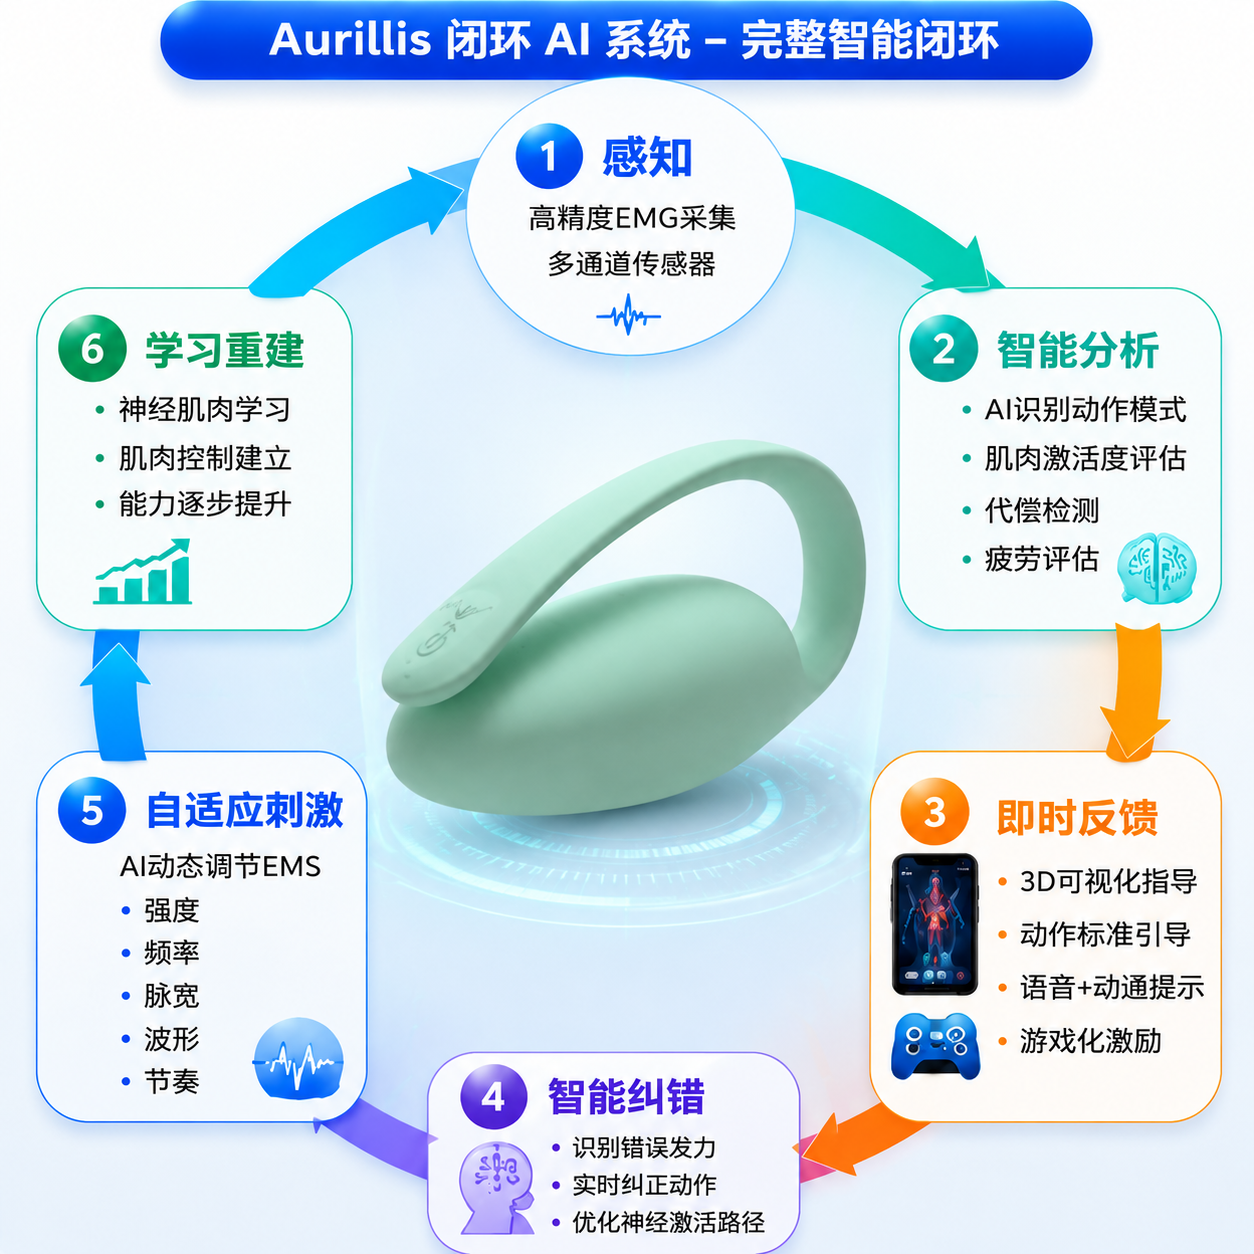 Aurillis 闭环 AI 系统 – 完整智能闭环
1 感知
高精度EMG采集
多通道传感器
2 智能分析
• AI识别动作模式
• 肌肉激活度评估
• 代偿检测
• 疲劳评估
3 即时反馈
• 3D可视化指导
• 动作标准引导
• 语音+动通提示
• 游戏化激励
4 智能纠错
• 识别错误发力
• 实时纠正动作
• 优化神经激活路径
5 自适应刺激
AI动态调节EMS
• 强度
• 频率
• 脉宽
• 波形
• 节奏
6 学习重建
• 神经肌肉学习
• 肌肉控制建立
• 能力逐步提升